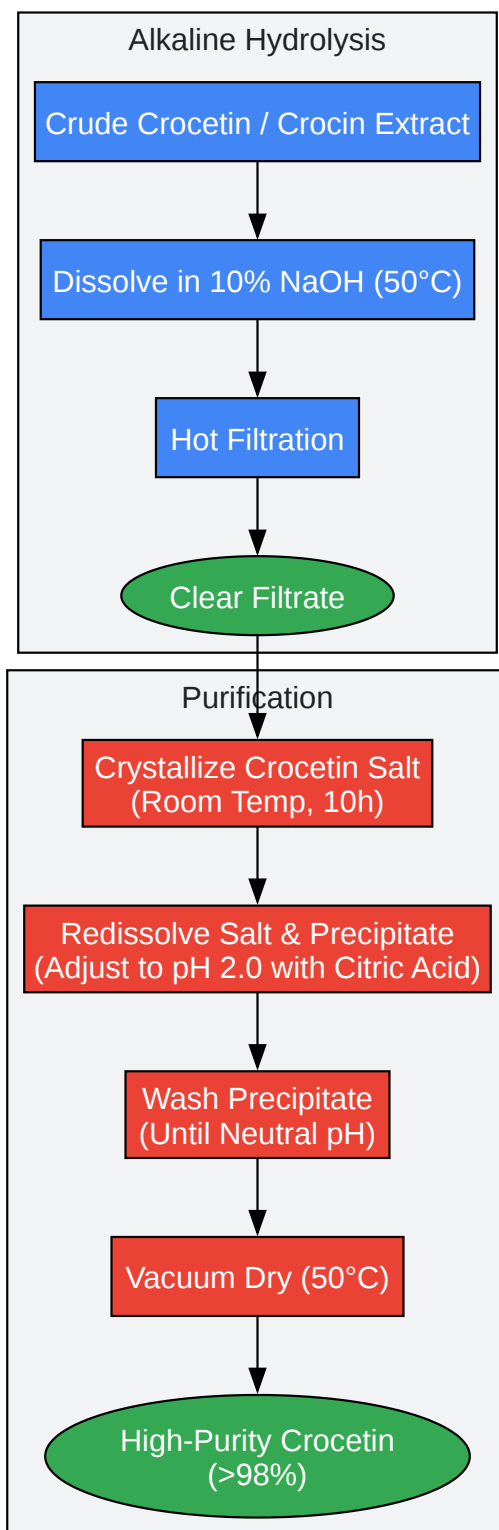 Alkaline Hydrolysis
Crude Crocetin / Crocin Extract
Dissolve in 10% NaOH (50°C)
Hot Filtration
Clear Filtrate
Purification
Crystallize Crocetin Salt
(Room Temp, 10h)
Redissolve Salt & Precipitate
(Adjust to pH 2.0 with Citric Acid)
Wash Precipitate
(Until Neutral pH)
Vacuum Dry (50°C)
High-Purity Crocetin
(>98%)